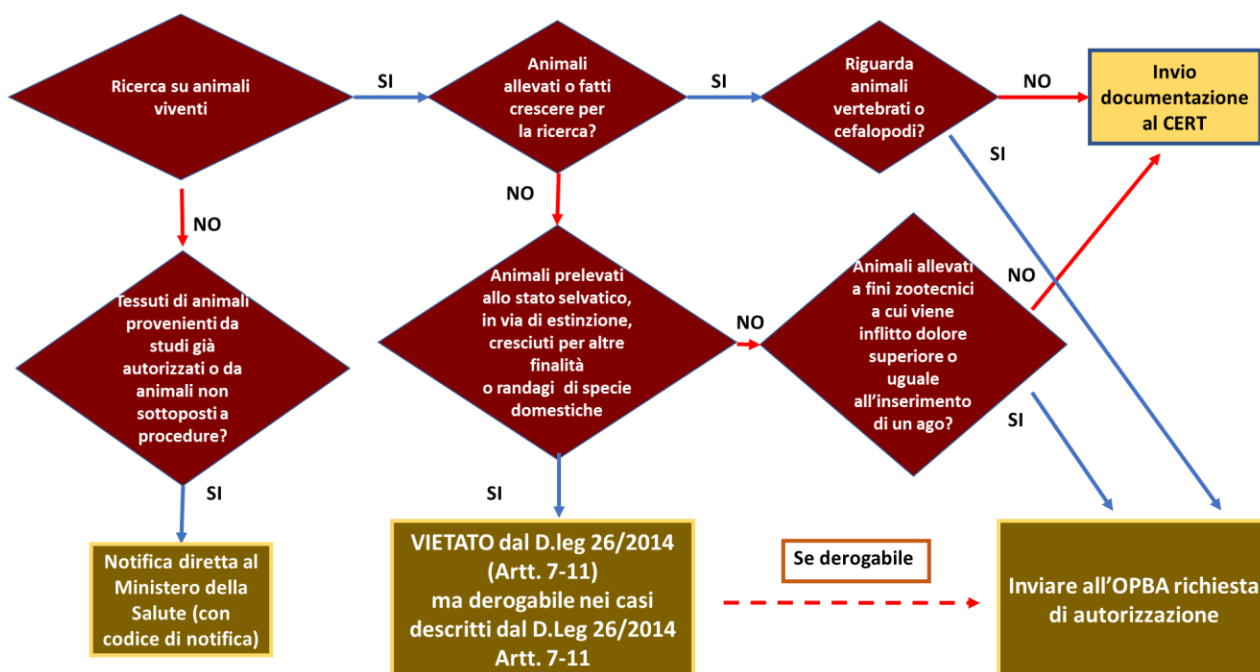 Ricerca su animali
viventi
SI
Animali
allevati o fatti
crescere per
la ricerca?
SI
Riguarda
animali
vertebrati o
cefalopodi?
NO
Invio
documentazione
al CERT
SI
NO
NO
Tessuti di animali
provenienti da
studi già
autorizzati o da
animali non
sottoposti a
procedure?
Animali prelevati
allo stato selvatico,
in via di estinzione,
cresciuti per altre
finalità
o randagi di specie
domestiche
NO
Animali allevati
a fini zootecnici
a cui viene
inflitto dolore
superiore o
uguale
all'inserimento
di un ago?
NO
SI
SI
SI
Notifica diretta al
Ministero della
Salute (con
codice di notifica)
VIETATO dal D.leg 26/2014
(Artt. 7-11)
ma derogabile nei casi
descritti dal D.Leg 26/2014
Artt. 7-11
Se derogabile
Inviare all'OPBA richiesta
di autorizzazione